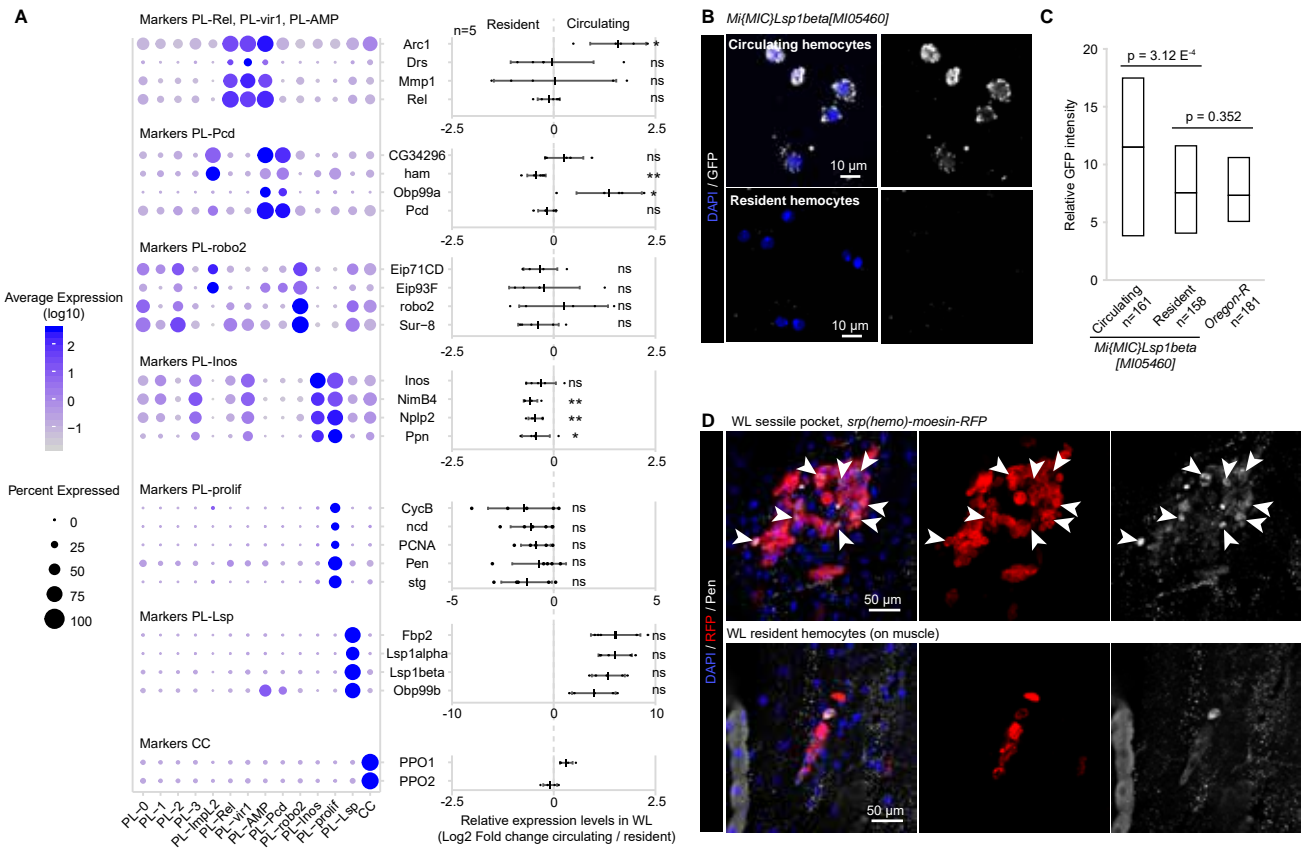 A
Markers PL-Rel, PL-vir1, PL-AMP
n=5
Resident
Circulating
Arc1
*
Drs
ns
Mmp1
ns
Rel
ns
-2.5
0
2.5
Markers PL-Pcd
CG34296
ns
ham
**
Obp99a
*
Pcd
ns
-2.5
0
2.5
Markers PL-robo2
Eip71CD
ns
Eip93F
ns
robo2
ns
Sur-8
ns
-2.5
0
2.5
Markers PL-Inos
Inos
ns
NimB4
**
Nplp2
**
Ppn
*
-2.5
0
2.5
Markers PL-prolif
CycB
ns
ncd
ns
PCNA
ns
Pen
ns
stg
ns
-5
0
5
Markers PL-Lsp
Fbp2
ns
Lsp1alpha
ns
Lsp1beta
ns
Obp99b
ns
-10
0
10
Markers CC
PPO1
PPO2
-2.5
0
2.5
Relative expression levels in WL
(Log2 Fold change circulating / resident)
PL-0
PL-1
PL-2
PL-3
PL-ImpL2
PL-Rel
PL-vir1
PL-AMP
PL-Pcd
PL-robo2
PL-Inos
PL-prolif
PL-Lsp
CC
Average Expression
(log10)
2
1
0
−1
Percent Expressed
0
25
50
75
100
B
Mi{MIC}Lsp1beta[MI05460]
DAPI / GFP
Circulating hemocytes
10 µm
Resident hemocytes
10 µm
C
Relative GFP intensity
20
15
10
5
0
p = 3.12 E-4
p = 0.352
Circulating
n=161
Resident
n=158
Oregon-R
n=181
Mi{MIC}Lsp1beta
[MI05460]
D
WL sessile pocket, srp(hemo)-moesin-RFP
DAPI / RFP / Pen
50 µm
WL resident hemocytes (on muscle)
50 µm